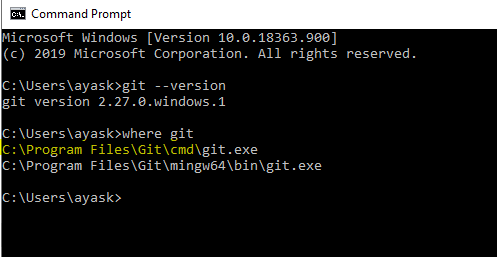 Command Prompt
Microsoft Windows [Version 10.0.18363.900]
(c) 2019 Microsoft Corporation. All rights reserved.
C:\Users\ayask>git --version
git version 2.27.0.windows.1
C:\Users\ayask>where git
C:\Program Files\Git\cmd\git.exe
C:\Program Files\Git\mingw64\bin\git.exe
C:\Users\ayask>